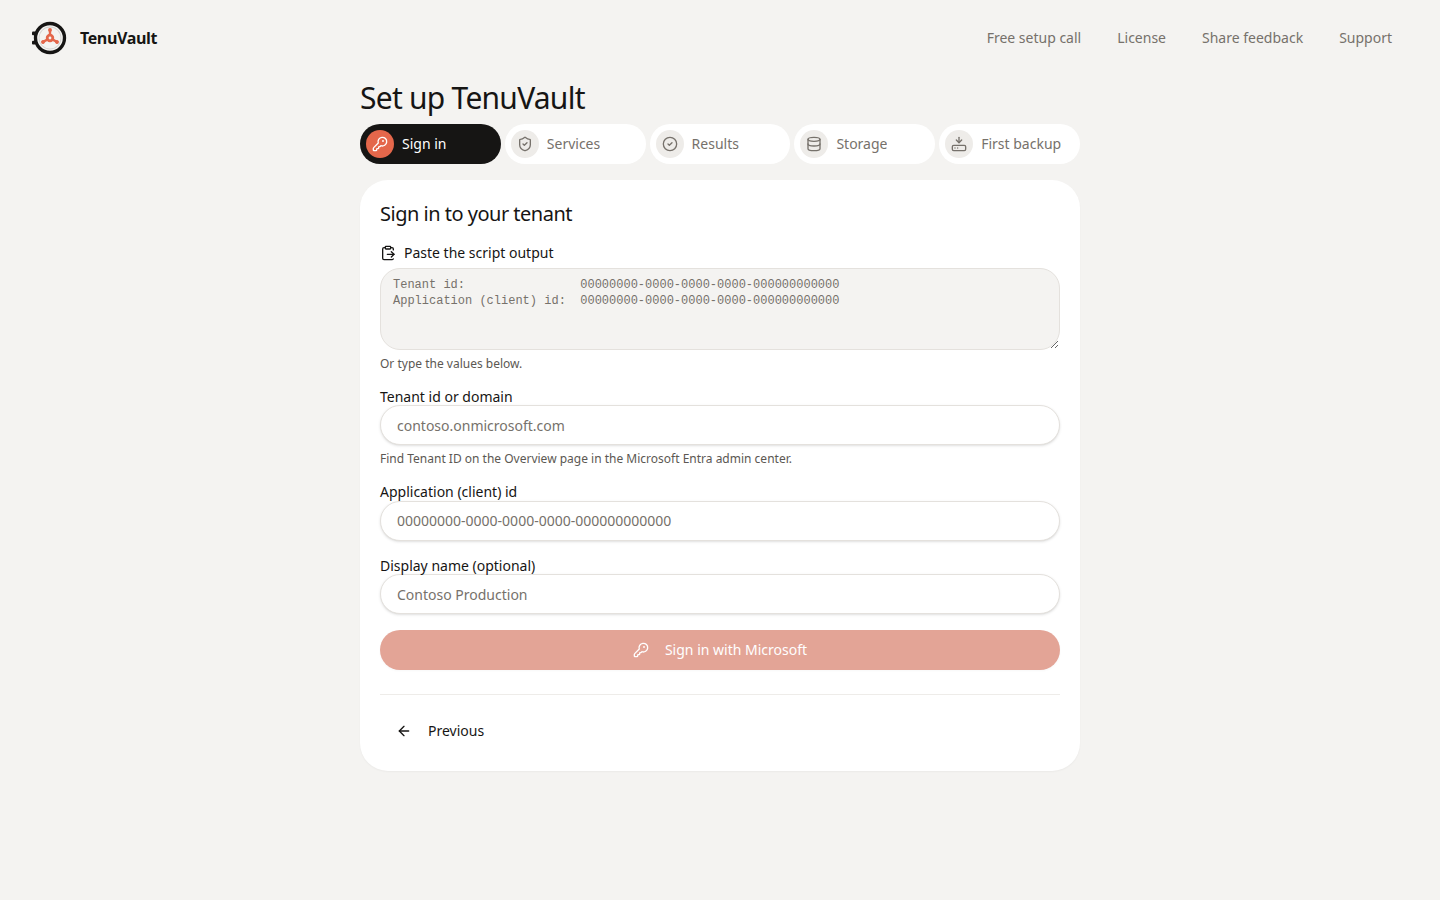 TenuVault
Free setup call
License
Share feedback
Support
Set up TenuVault
Sign in
Services
Results
Storage
First backup
Sign in to your tenant
Paste the script output
Tenant id: 00000000-0000-0000-0000-000000000000
Application (client) id: 00000000-0000-0000-0000-000000000000
Or type the values below.
Tenant id or domain
contoso.onmicrosoft.com
Find Tenant ID on the Overview page in the Microsoft Entra admin center.
Application (client) id
00000000-0000-0000-0000-000000000000
Display name (optional)
Contoso Production
Sign in with Microsoft
Previous